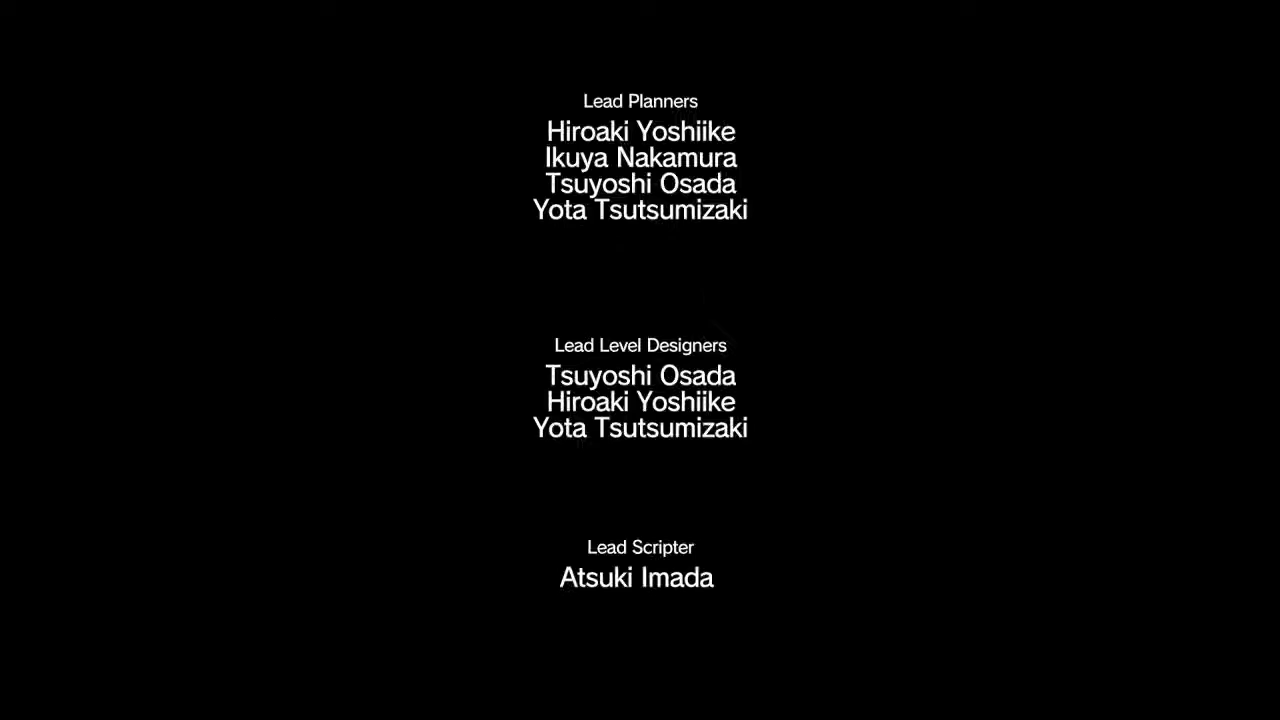 Lead Planners
Hiroaki Yoshiike
Ikuya Nakamura
Tsuyoshi Osada
Yota Tsutsumizaki
Lead Level Designers
Tsuyoshi Osada
Hiroaki Yoshiike
Yota Tsutsumizaki
Lead Scripter
Atsuki Imada